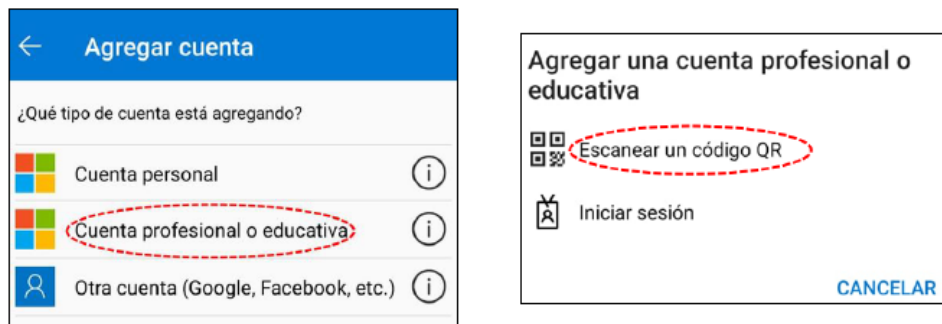 Agregar cuenta
¿Qué tipo de cuenta está agregando?
Cuenta personal
Cuenta profesional o educativa
Otra cuenta (Google, Facebook, etc.)
Agregar una cuenta profesional o
educativa
Escanear un código QR
Iniciar sesión
CANCELAR